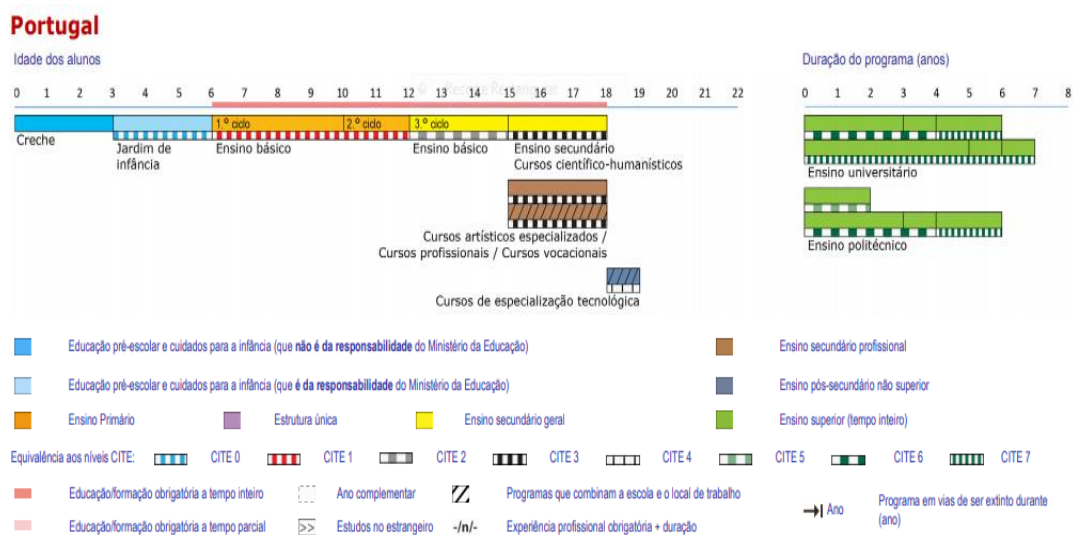 Portugal
Idade dos alunos
Duração do programa (anos)
0 1 2 3 4 5 6 7 8 9 10 11 12 13 14 15 16 17 18 19 20 21 22
0 1 2 3 4 5 6 7 8
1.º ciclo
2.º ciclo
3.º ciclo
Creche
Jardim de
infância
Ensino básico
Ensino básico
Ensino secundário
Cursos científico-humanísticos
Ensino universitário
Cursos artísticos especializados /
Cursos profissionais / Cursos vocacionais
Ensino politécnico
Cursos de especialização tecnológica
Educação pré-escolar e cuidados para a infância (que não é da responsabilidade do Ministério da Educação)
Ensino secundário profissional
Educação pré-escolar e cuidados para a infância (que é da responsabilidade do Ministério da Educação)
Ensino pós-secundário não superior
Ensino Primário
Estrutura única
Ensino secundário geral
Ensino superior (tempo inteiro)
Equivalência aos níveis CITE: CITE 0 CITE 1 CITE 2 CITE 3 CITE 4 CITE 5 CITE 6 CITE 7
Educação/formação obrigatória a tempo inteiro
Ano complementar
Programas que combinam a escola e o local de trabalho
Ano
Programa em vias de ser extinto durante
(ano)
Educação/formação obrigatória a tempo parcial
>> Estudos no estrangeiro
-/n/- Experiência profissional obrigatória + duração